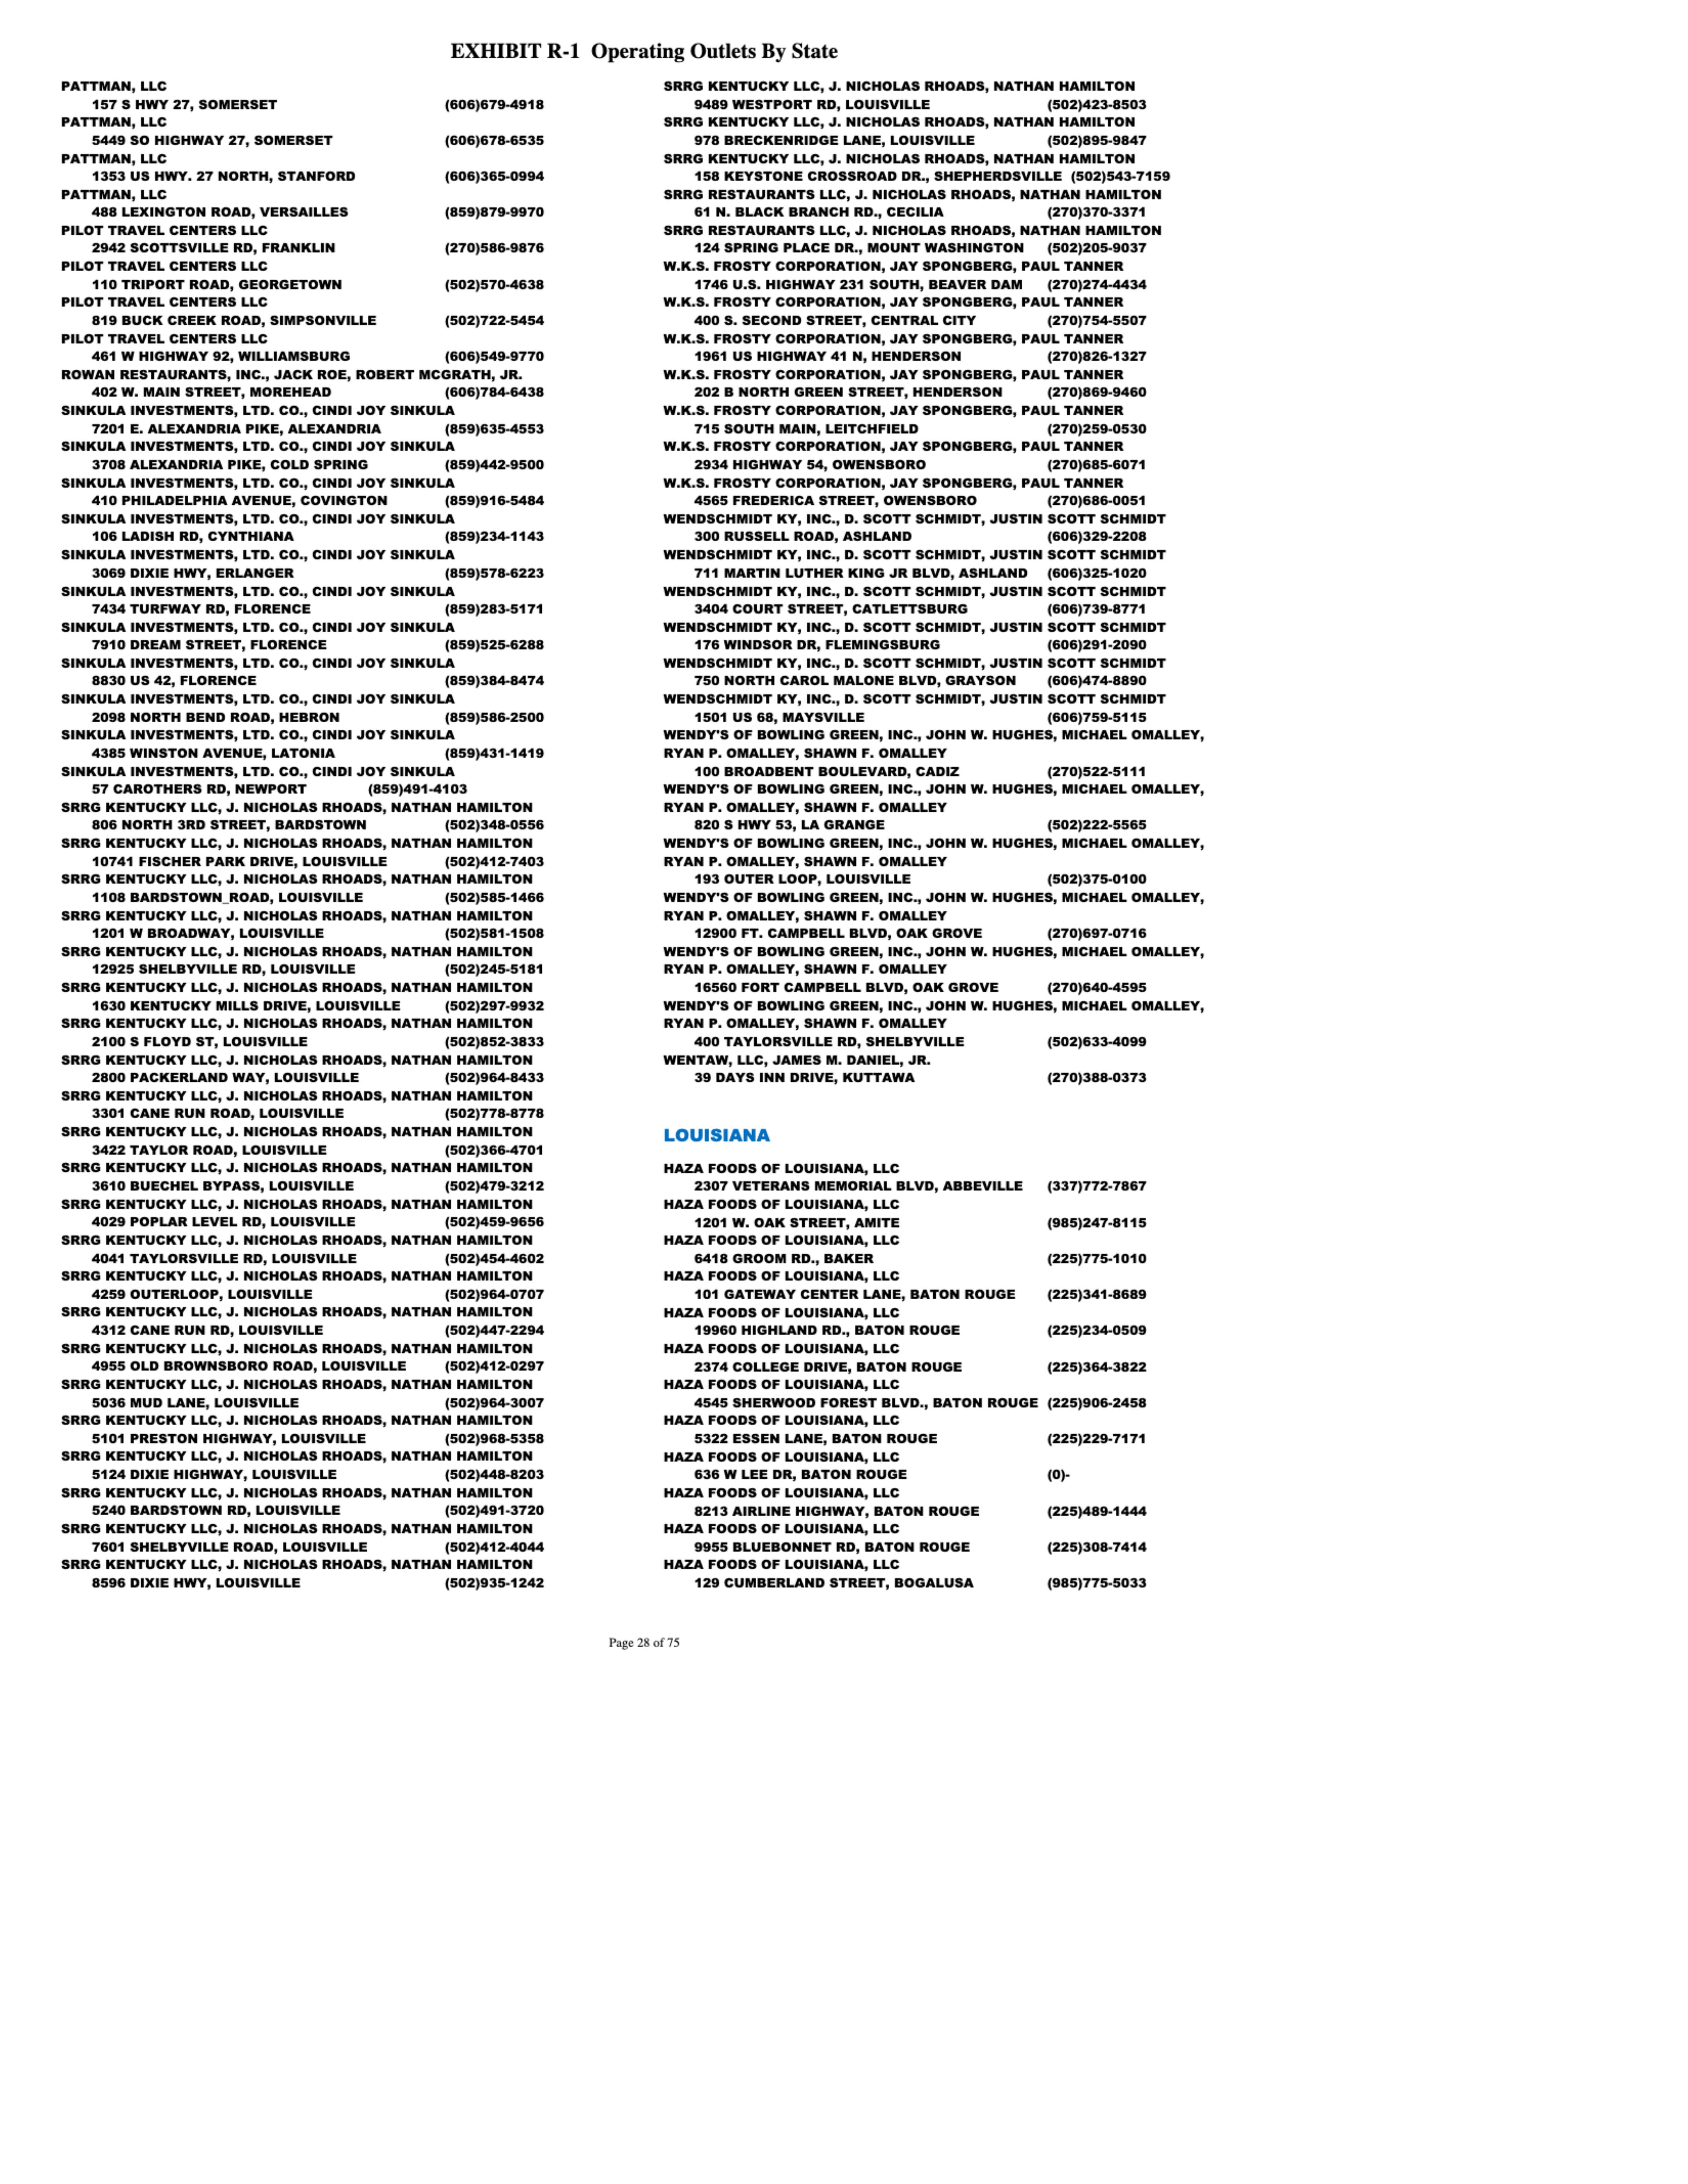 EXHIBIT R-1 Operating Outlets By State
PATTMAN, LLC
157 S HWY 27, SOMERSET (606)679-4918
PATTMAN, LLC
5449 SO HIGHWAY 27, SOMERSET (606)678-6535
PATTMAN, LLC
1353 US HWY. 27 NORTH, STANFORD (606)365-0994
PATTMAN, LLC
488 LEXINGTON ROAD, VERSAILLES (859)879-9970
PILOT TRAVEL CENTERS LLC
2942 SCOTTSVILLE RD, FRANKLIN (270)586-9876
PILOT TRAVEL CENTERS LLC
110 TRIPORT ROAD, GEORGETOWN (502)570-4638
PILOT TRAVEL CENTERS LLC
819 BUCK CREEK ROAD, SIMPSONVILLE (502)722-5454
PILOT TRAVEL CENTERS LLC
461 W HIGHWAY 92, WILLIAMSBURG (606)549-9770
ROWAN RESTAURANTS, INC., JACK ROE, ROBERT MCGRATH, JR.
402 W. MAIN STREET, MOREHEAD (606)784-6438
SINKULA INVESTMENTS, LTD. CO., CINDI JOY SINKULA
7201 E. ALEXANDRIA PIKE, ALEXANDRIA (859)635-4553
SINKULA INVESTMENTS, LTD. CO., CINDI JOY SINKULA
3708 ALEXANDRIA PIKE, COLD SPRING (859)442-9500
SINKULA INVESTMENTS, LTD. CO., CINDI JOY SINKULA
410 PHILADELPHIA AVENUE, COVINGTON (859)916-5484
SINKULA INVESTMENTS, LTD. CO., CINDI JOY SINKULA
106 LADISH RD, CYNTHIANA (859)234-1143
SINKULA INVESTMENTS, LTD. CO., CINDI JOY SINKULA
3069 DIXIE HWY, ERLANGER (859)578-6223
SINKULA INVESTMENTS, LTD. CO., CINDI JOY SINKULA
7434 TURFWAY RD, FLORENCE (859)283-5171
SINKULA INVESTMENTS, LTD. CO., CINDI JOY SINKULA
7910 DREAM STREET, FLORENCE (859)525-6288
SINKULA INVESTMENTS, LTD. CO., CINDI JOY SINKULA
8830 US 42, FLORENCE (859)384-8474
SINKULA INVESTMENTS, LTD. CO., CINDI JOY SINKULA
2098 NORTH BEND ROAD, HEBRON (859)586-2500
SINKULA INVESTMENTS, LTD. CO., CINDI JOY SINKULA
4385 WINSTON AVENUE, LATONIA (859)431-1419
SINKULA INVESTMENTS, LTD. CO., CINDI JOY SINKULA
57 CAROTHERS RD, NEWPORT (859)491-4103
SRRG KENTUCKY LLC, J. NICHOLAS RHOADS, NATHAN HAMILTON
806 NORTH 3RD STREET, BARDSTOWN (502)348-0556
SRRG KENTUCKY LLC, J. NICHOLAS RHOADS, NATHAN HAMILTON
10741 FISCHER PARK DRIVE, LOUISVILLE (502)412-7403
SRRG KENTUCKY LLC, J. NICHOLAS RHOADS, NATHAN HAMILTON
1108 BARDSTOWN_ROAD, LOUISVILLE (502)585-1466
SRRG KENTUCKY LLC, J. NICHOLAS RHOADS, NATHAN HAMILTON
1201 W BROADWAY, LOUISVILLE (502)581-1508
SRRG KENTUCKY LLC, J. NICHOLAS RHOADS, NATHAN HAMILTON
12925 SHELBYVILLE RD, LOUISVILLE (502)245-5181
SRRG KENTUCKY LLC, J. NICHOLAS RHOADS, NATHAN HAMILTON
1630 KENTUCKY MILLS DRIVE, LOUISVILLE (502)297-9932
SRRG KENTUCKY LLC, J. NICHOLAS RHOADS, NATHAN HAMILTON
2100 S FLOYD ST, LOUISVILLE (502)852-3833
SRRG KENTUCKY LLC, J. NICHOLAS RHOADS, NATHAN HAMILTON
2800 PACKERLAND WAY, LOUISVILLE (502)964-8433
SRRG KENTUCKY LLC, J. NICHOLAS RHOADS, NATHAN HAMILTON
3301 CANE RUN ROAD, LOUISVILLE (502)778-8778
SRRG KENTUCKY LLC, J. NICHOLAS RHOADS, NATHAN HAMILTON
3422 TAYLOR ROAD, LOUISVILLE (502)366-4701
SRRG KENTUCKY LLC, J. NICHOLAS RHOADS, NATHAN HAMILTON
3610 BUECHEL BYPASS, LOUISVILLE (502)479-3212
SRRG KENTUCKY LLC, J. NICHOLAS RHOADS, NATHAN HAMILTON
4029 POPLAR LEVEL RD, LOUISVILLE (502)459-9656
SRRG KENTUCKY LLC, J. NICHOLAS RHOADS, NATHAN HAMILTON
4041 TAYLORSVILLE RD, LOUISVILLE (502)454-4602
SRRG KENTUCKY LLC, J. NICHOLAS RHOADS, NATHAN HAMILTON
4259 OUTERLOOP, LOUISVILLE (502)964-0707
SRRG KENTUCKY LLC, J. NICHOLAS RHOADS, NATHAN HAMILTON
4312 CANE RUN RD, LOUISVILLE (502)447-2294
SRRG KENTUCKY LLC, J. NICHOLAS RHOADS, NATHAN HAMILTON
4955 OLD BROWNSBORO ROAD, LOUISVILLE (502)412-0297
SRRG KENTUCKY LLC, J. NICHOLAS RHOADS, NATHAN HAMILTON
5036 MUD LANE, LOUISVILLE (502)964-3007
SRRG KENTUCKY LLC, J. NICHOLAS RHOADS, NATHAN HAMILTON
5101 PRESTON HIGHWAY, LOUISVILLE (502)968-5358
SRRG KENTUCKY LLC, J. NICHOLAS RHOADS, NATHAN HAMILTON
5124 DIXIE HIGHWAY, LOUISVILLE (502)448-8203
SRRG KENTUCKY LLC, J. NICHOLAS RHOADS, NATHAN HAMILTON
5240 BARDSTOWN RD, LOUISVILLE (502)491-3720
SRRG KENTUCKY LLC, J. NICHOLAS RHOADS, NATHAN HAMILTON
7601 SHELBYVILLE ROAD, LOUISVILLE (502)412-4044
SRRG KENTUCKY LLC, J. NICHOLAS RHOADS, NATHAN HAMILTON
8596 DIXIE HWY, LOUISVILLE (502)935-1242
SRRG KENTUCKY LLC, J. NICHOLAS RHOADS, NATHAN HAMILTON
9489 WESTPORT RD, LOUISVILLE (502)423-8503
SRRG KENTUCKY LLC, J. NICHOLAS RHOADS, NATHAN HAMILTON
978 BRECKENRIDGE LANE, LOUISVILLE (502)895-9847
SRRG KENTUCKY LLC, J. NICHOLAS RHOADS, NATHAN HAMILTON
158 KEYSTONE CROSSROAD DR., SHEPHERDSVILLE (502)543-7159
SRRG RESTAURANTS LLC, J. NICHOLAS RHOADS, NATHAN HAMILTON
61 N. BLACK BRANCH RD., CECILIA (270)370-3371
SRRG RESTAURANTS LLC, J. NICHOLAS RHOADS, NATHAN HAMILTON
124 SPRING PLACE DR., MOUNT WASHINGTON (502)205-9037
W.K.S. FROSTY CORPORATION, JAY SPONGBERG, PAUL TANNER
1746 U.S. HIGHWAY 231 SOUTH, BEAVER DAM (270)274-4434
W.K.S. FROSTY CORPORATION, JAY SPONGBERG, PAUL TANNER
400 S. SECOND STREET, CENTRAL CITY (270)754-5507
W.K.S. FROSTY CORPORATION, JAY SPONGBERG, PAUL TANNER
1961 US HIGHWAY 41 N, HENDERSON (270)826-1327
W.K.S. FROSTY CORPORATION, JAY SPONGBERG, PAUL TANNER
202 B NORTH GREEN STREET, HENDERSON (270)869-9460
W.K.S. FROSTY CORPORATION, JAY SPONGBERG, PAUL TANNER
715 SOUTH MAIN, LEITCHFIELD (270)259-0530
W.K.S. FROSTY CORPORATION, JAY SPONGBERG, PAUL TANNER
2934 HIGHWAY 54, OWENSBORO (270)685-6071
W.K.S. FROSTY CORPORATION, JAY SPONGBERG, PAUL TANNER
4565 FREDERICA STREET, OWENSBORO (270)686-0051
WENDSCHMIDT KY, INC., D. SCOTT SCHMIDT, JUSTIN SCOTT SCHMIDT
300 RUSSELL ROAD, ASHLAND (606)329-2208
WENDSCHMIDT KY, INC., D. SCOTT SCHMIDT, JUSTIN SCOTT SCHMIDT
711 MARTIN LUTHER KING JR BLVD, ASHLAND (606)325-1020
WENDSCHMIDT KY, INC., D. SCOTT SCHMIDT, JUSTIN SCOTT SCHMIDT
3404 COURT STREET, CATLETTSBURG (606)739-8771
WENDSCHMIDT KY, INC., D. SCOTT SCHMIDT, JUSTIN SCOTT SCHMIDT
176 WINDSOR DR, FLEMINGSBURG (606)291-2090
WENDSCHMIDT KY, INC., D. SCOTT SCHMIDT, JUSTIN SCOTT SCHMIDT
750 NORTH CAROL MALONE BLVD, GRAYSON (606)474-8890
WENDSCHMIDT KY, INC., D. SCOTT SCHMIDT, JUSTIN SCOTT SCHMIDT
1501 US 68, MAYSVILLE (606)759-5115
WENDY'S OF BOWLING GREEN, INC., JOHN W. HUGHES, MICHAEL OMALLEY,
RYAN P. OMALLEY, SHAWN F. OMALLEY
100 BROADBENT BOULEVARD, CADIZ (270)522-5111
WENDY'S OF BOWLING GREEN, INC., JOHN W. HUGHES, MICHAEL OMALLEY,
RYAN P. OMALLEY, SHAWN F. OMALLEY
820 S HWY 53, LA GRANGE (502)222-5565
WENDY'S OF BOWLING GREEN, INC., JOHN W. HUGHES, MICHAEL OMALLEY,
RYAN P. OMALLEY, SHAWN F. OMALLEY
193 OUTER LOOP, LOUISVILLE (502)375-0100
WENDY'S OF BOWLING GREEN, INC., JOHN W. HUGHES, MICHAEL OMALLEY,
RYAN P. OMALLEY, SHAWN F. OMALLEY
12900 FT. CAMPBELL BLVD, OAK GROVE (270)697-0716
WENDY'S OF BOWLING GREEN, INC., JOHN W. HUGHES, MICHAEL OMALLEY,
RYAN P. OMALLEY, SHAWN F. OMALLEY
16560 FORT CAMPBELL BLVD, OAK GROVE (270)640-4595
WENDY'S OF BOWLING GREEN, INC., JOHN W. HUGHES, MICHAEL OMALLEY,
RYAN P. OMALLEY, SHAWN F. OMALLEY
400 TAYLORSVILLE RD, SHELBYVILLE (502)633-4099
WENTAW, LLC, JAMES M. DANIEL, JR.
39 DAYS INN DRIVE, KUTTAWA (270)388-0373
LOUISIANA
HAZA FOODS OF LOUISIANA, LLC
2307 VETERANS MEMORIAL BLVD, ABBEVILLE (337)772-7867
HAZA FOODS OF LOUISIANA, LLC
1201 W. OAK STREET, AMITE (985)247-8115
HAZA FOODS OF LOUISIANA, LLC
6418 GROOM RD., BAKER (225)775-1010
HAZA FOODS OF LOUISIANA, LLC
101 GATEWAY CENTER LANE, BATON ROUGE (225)341-8689
HAZA FOODS OF LOUISIANA, LLC
19960 HIGHLAND RD., BATON ROUGE (225)234-0509
HAZA FOODS OF LOUISIANA, LLC
2374 COLLEGE DRIVE, BATON ROUGE (225)364-3822
HAZA FOODS OF LOUISIANA, LLC
4545 SHERWOOD FOREST BLVD., BATON ROUGE (225)906-2458
HAZA FOODS OF LOUISIANA, LLC
5322 ESSEN LANE, BATON ROUGE (225)229-7171
HAZA FOODS OF LOUISIANA, LLC
636 W LEE DR, BATON ROUGE (0)-
HAZA FOODS OF LOUISIANA, LLC
8213 AIRLINE HIGHWAY, BATON ROUGE (225)489-1444
HAZA FOODS OF LOUISIANA, LLC
9955 BLUEBONNET RD, BATON ROUGE (225)308-7414
HAZA FOODS OF LOUISIANA, LLC
129 CUMBERLAND STREET, BOGALUSA (985)775-5033
Page 28 of 75